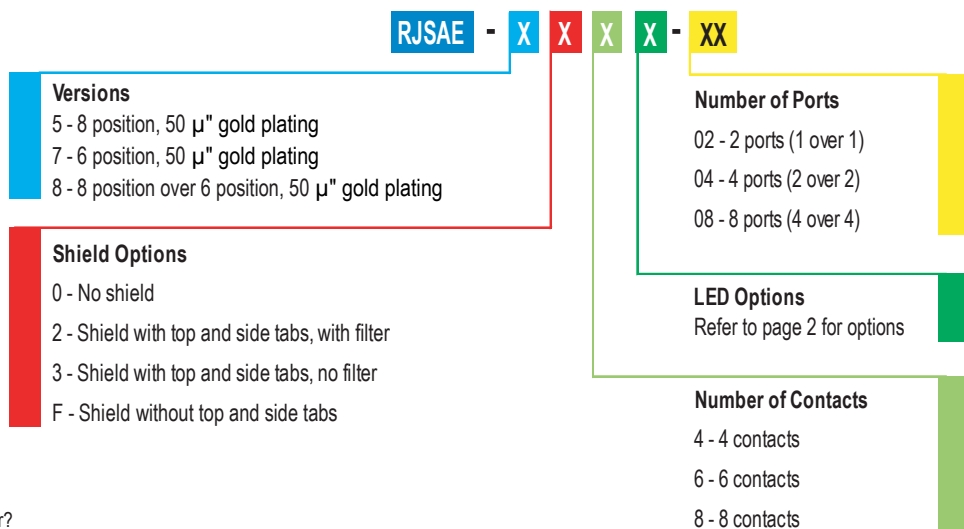 RJSAE - X X X X - XX
Versions
5 - 8 position, 50 µ" gold plating
7 - 6 position, 50 µ" gold plating
8 - 8 position over 6 position, 50 µ" gold plating
Shield Options
0 - No shield
2 - Shield with top and side tabs, with filter
3 - Shield with top and side tabs, no filter
F - Shield without top and side tabs
Number of Ports
02 - 2 ports (1 over 1)
04 - 4 ports (2 over 2)
08 - 8 ports (4 over 4)
LED Options
Refer to page 2 for options
Number of Contacts
4 - 4 contacts
6 - 6 contacts
8 - 8 contacts